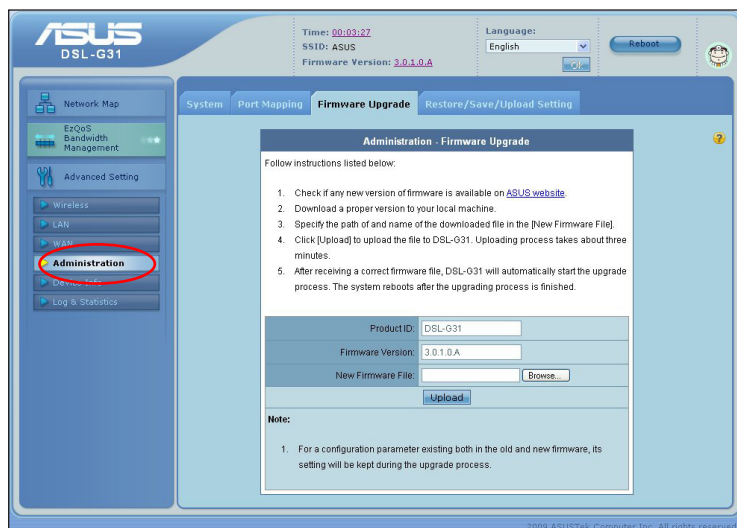 ASUS
DSL-G31
Time: 00:03:27
SSID: ASUS
Firmware Version: 3.0.1.0.A
Language:
English
Reboot
Network Map
EzQoS
Bandwidth
Management
Advanced Setting
Wireless
LAN
WAN
Administration
Device Info
Log & Statistics
System
Port Mapping
Firmware Upgrade
Restore/Save/Upload Setting
Administration - Firmware Upgrade
Follow instructions listed below:
1. Check if any new version of firmware is available on ASUS website.
2. Download a proper version to your local machine.
3. Specify the path of and name of the downloaded file in the [New Firmware File].
4. Click [Upload] to upload the file to DSL-G31. Uploading process takes about three
minutes.
5. After receiving a correct firmware file, DSL-G31 will automatically start the upgrade
process. The system reboots after the upgrading process is finished.
Product ID: DSL-G31
Firmware Version: 3.0.1.0.A
New Firmware File: Browse...
Upload
Note:
1. For a configuration parameter existing both in the old and new firmware, its
setting will be kept during the upgrade process.
2009 ASUSTek Computer Inc. All rights reserved